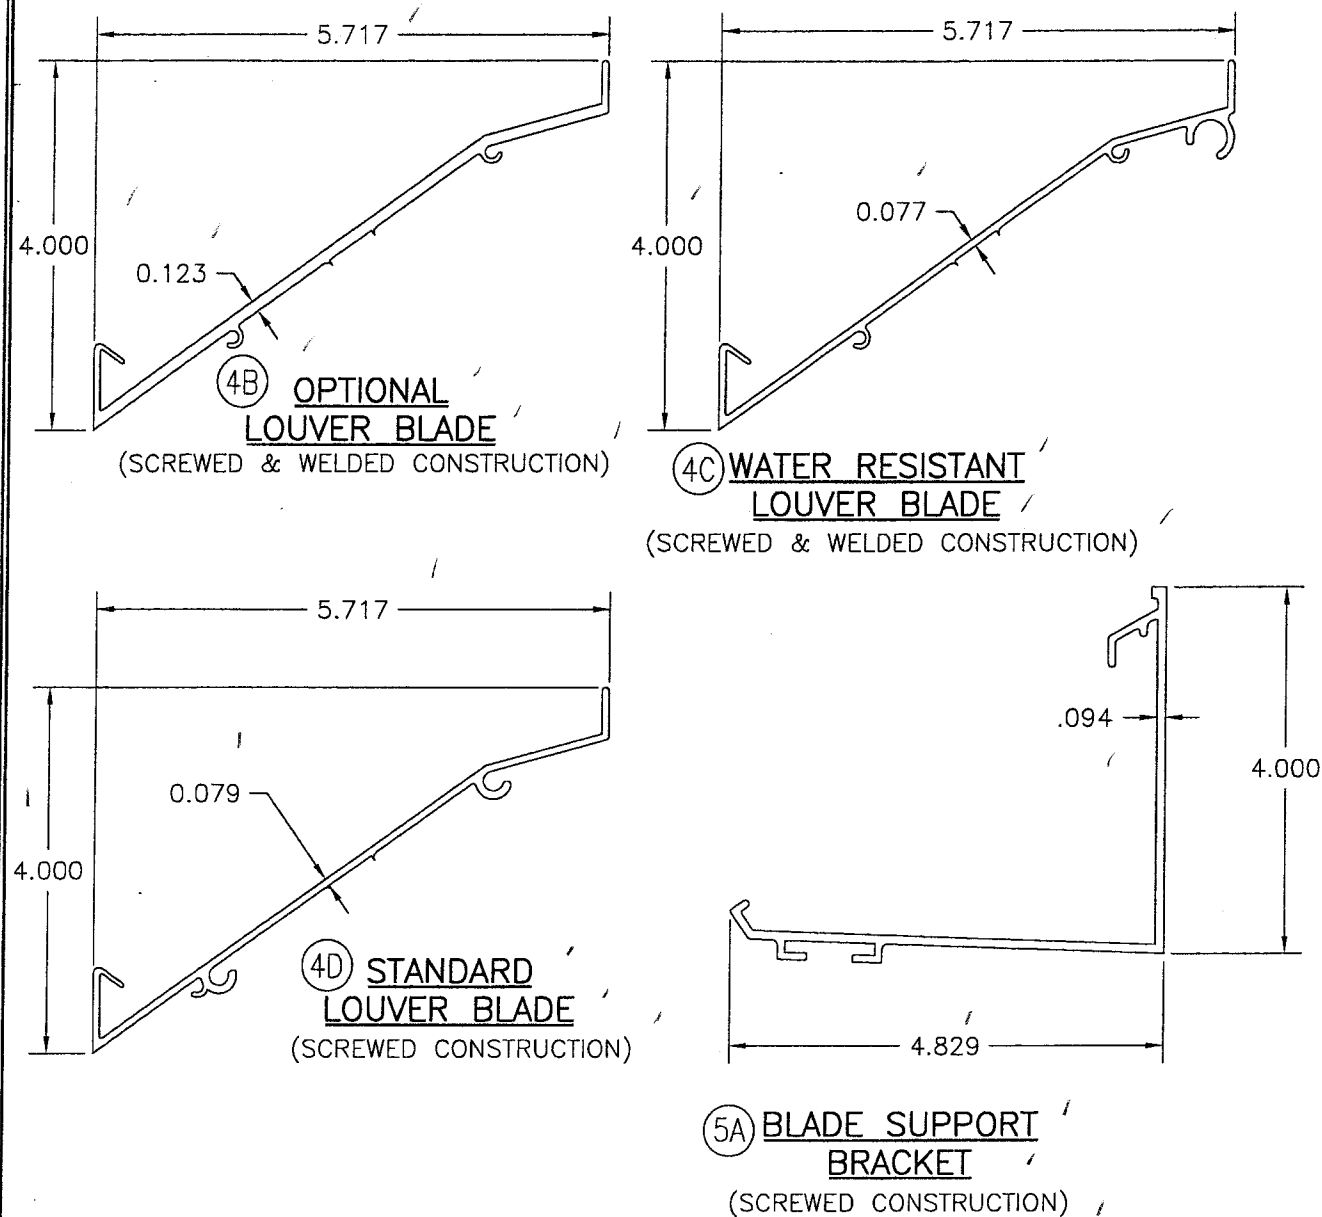 5.717
4.000
0.123
4B OPTIONAL
LOUVER BLADE
(SCREWED & WELDED CONSTRUCTION)
5.717
4.000
0.077
4C WATER RESISTANT
LOUVER BLADE
(SCREWED & WELDED CONSTRUCTION)
5.717
0.079
4.000
4D STANDARD
LOUVER BLADE
(SCREWED CONSTRUCTION)
.094
4.000
4.829
5A BLADE SUPPORT
BRACKET
(SCREWED CONSTRUCTION)